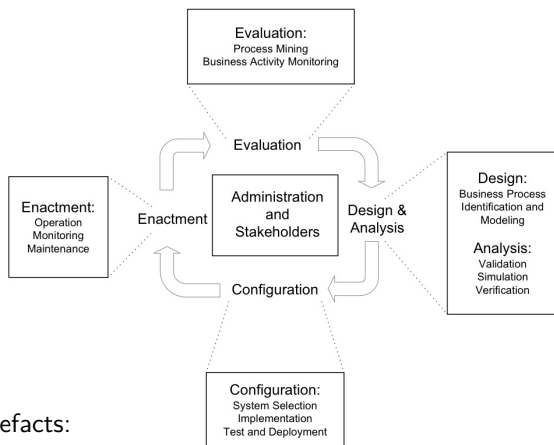 Evaluation:
Process Mining
Business Activity Monitoring
Evaluation
Design:
Business Process
Identification and
Modeling
Analysis:
Validation
Simulation
Verification
Enactment:
Operation
Monitoring
Maintenance
Enactment
Administration
and
Stakeholders
Design &
Analysis
Configuration
Configuration:
System Selection
Implementation
Test and Deployment
efacts: